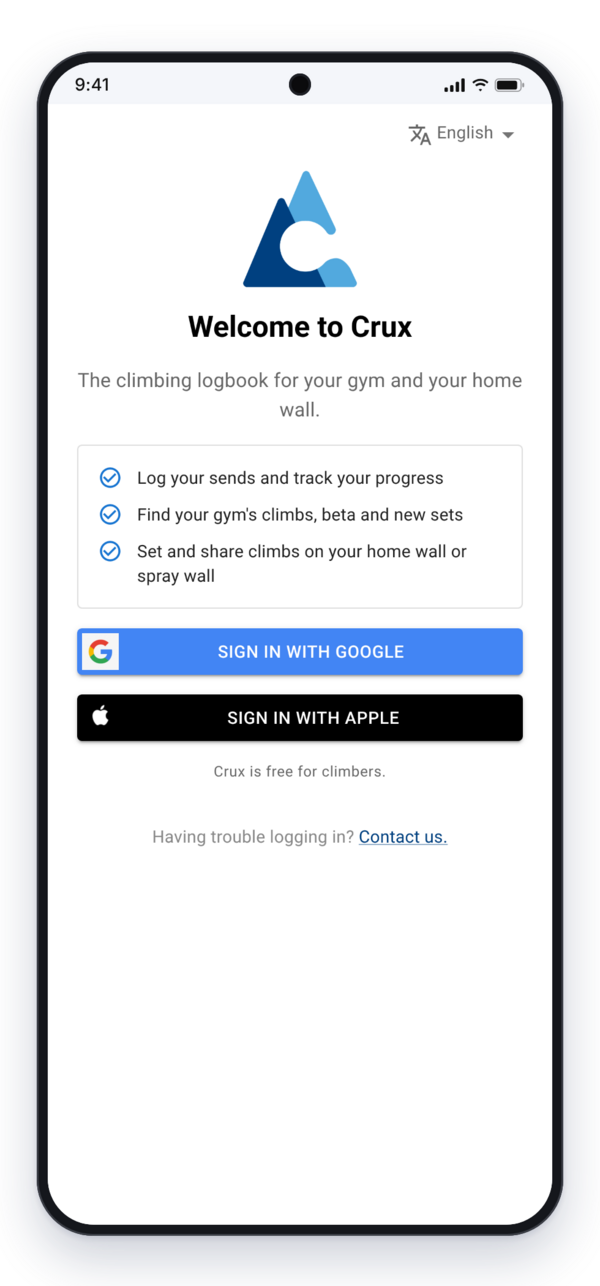 9:41
English
Welcome to Crux
The climbing logbook for your gym and your home
wall.
Log your sends and track your progress
Find your gym's climbs, beta and new sets
Set and share climbs on your home wall or
spray wall
SIGN IN WITH GOOGLE
SIGN IN WITH APPLE
Crux is free for climbers.
Having trouble logging in? Contact us.